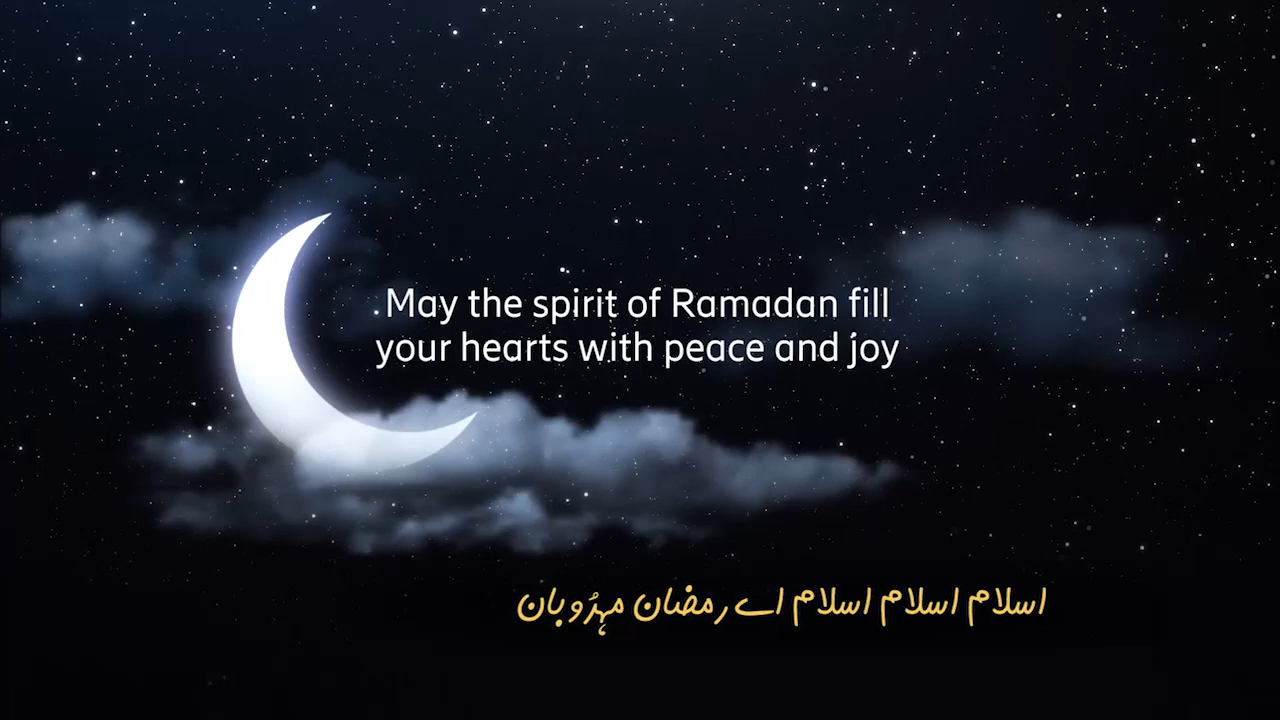 May the spirit of Ramadan fill
your hearts with peace and joy
اسلام اسلام اسلام اے رمضان مہرُوبان